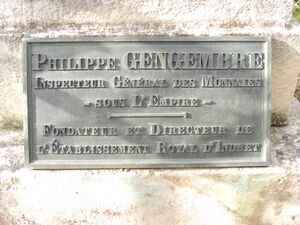 PHILIPPE GENGEMBRE
INSPECTEUR GÉNÉRAL DES MONNAIES
- SOUS L'EMPIRE -
FONDATEUR ET DIRECTEUR DE
L'ÉTABLISSEMENT ROYAL D'INDRET